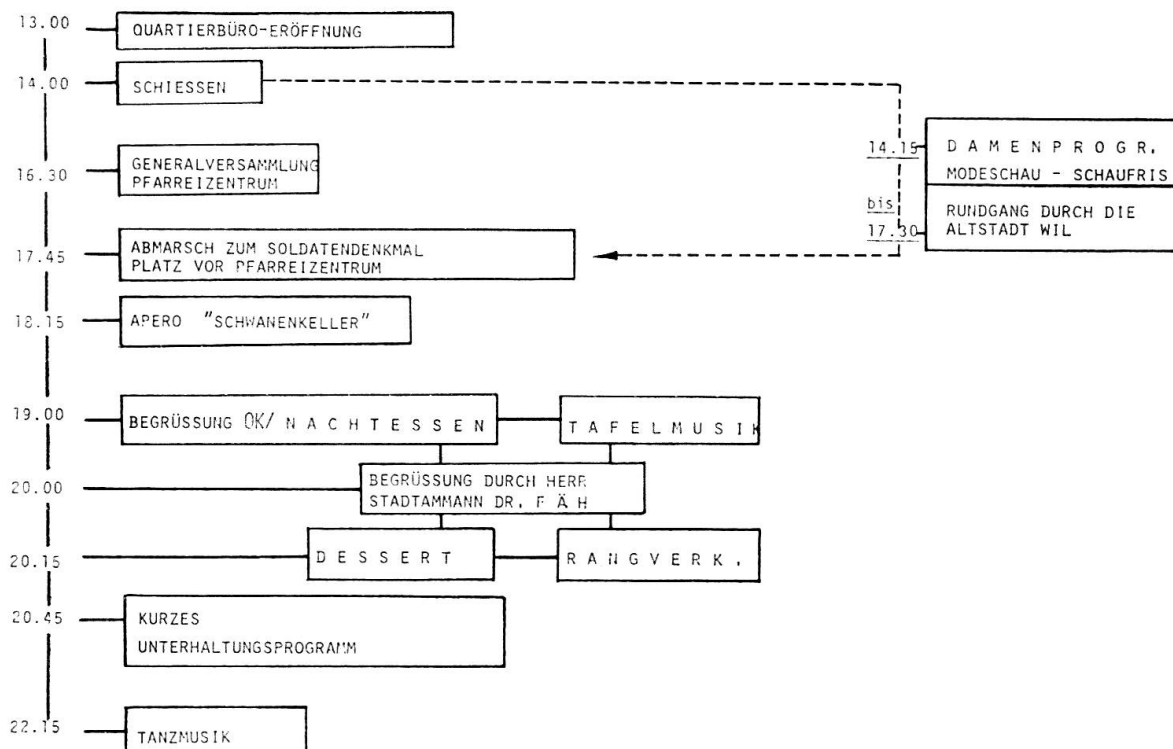 13.00 QUARTIERBÜRO-ERÖFFNUNG
14.00 SCHIESSEN
14.15 DAMENPROGR.
MODESCHAU - SCHAUFRIS
bis
17.30 RUNDGANG DURCH DIE
ALTSTADT WIL
16.30 GENERALVERSAMMLUNG
PFARREIZENTRUM
17.45 ABMARSCH ZUM SOLDATENDENKMAL
PLATZ VOR PFARREIZENTRUM
18.15 APERO "SCHWANENKELLER"
19.00 BEGRÜSSUNG OK/ NACHTESSEN TAFELMUSIK
20.00 BEGRÜSSUNG DURCH HERR
STADTAMMANN DR. FÄH
20.15 DESSERT RANGVERK.
20.45 KURZES
UNTERHALTUNGSPROGRAMM
22.15 TANZMUSIK